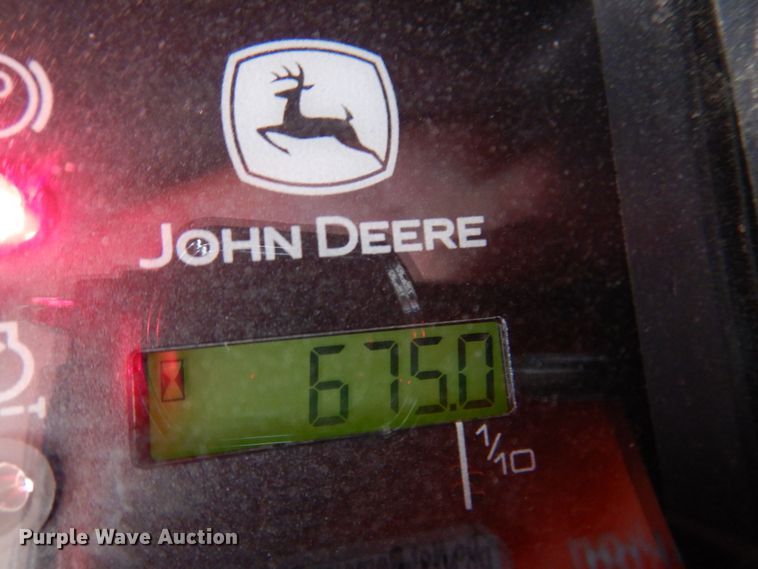 JOHN DEERE
675.0
1/10
Purple Wave Auction